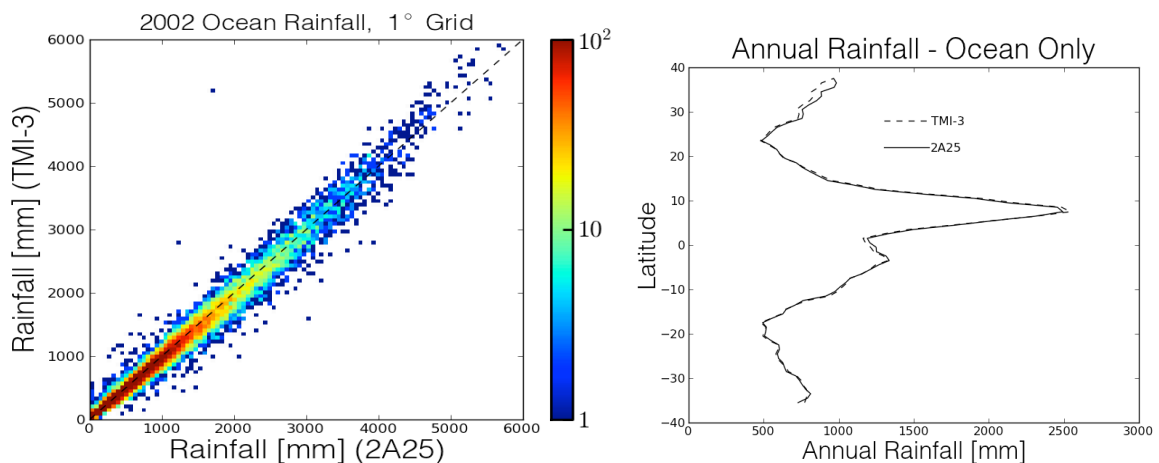 2002 Ocean Rainfall, 1° Grid
6000
5000
4000
3000
2000
1000
0
Rainfall [mm] (TMI-3)
0 1000 2000 3000 4000 5000 6000
Rainfall [mm] (2A25)
10²
10
1
Annual Rainfall - Ocean Only
40
30
20
10
0
−10
−20
−30
−40
Latitude
TMI-3
2A25
0 500 1000 1500 2000 2500 3000
Annual Rainfall [mm]